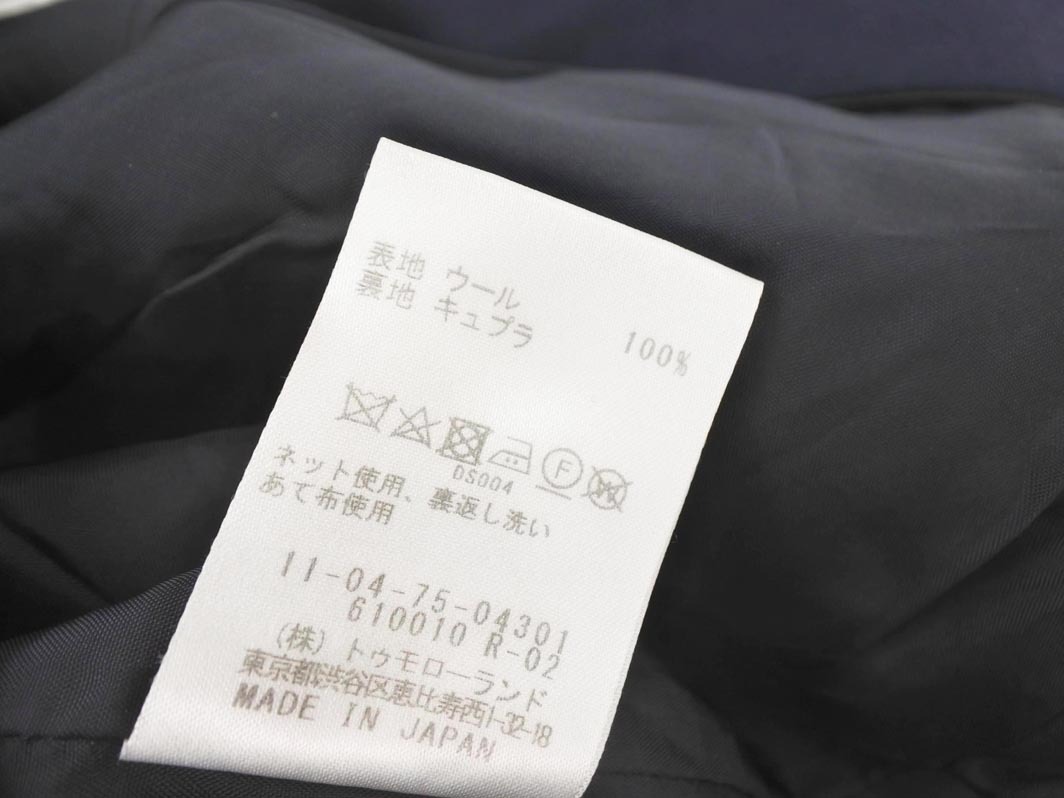 表地 ウール 100%
裏地 キュプラ
F
DS004
ネット使用、裏返し洗い
あて布使用
11-04-75-04301
610010 R-02
(株)トゥモローランド
東京都渋谷区恵比寿西1-32-18
MADE IN JAPAN